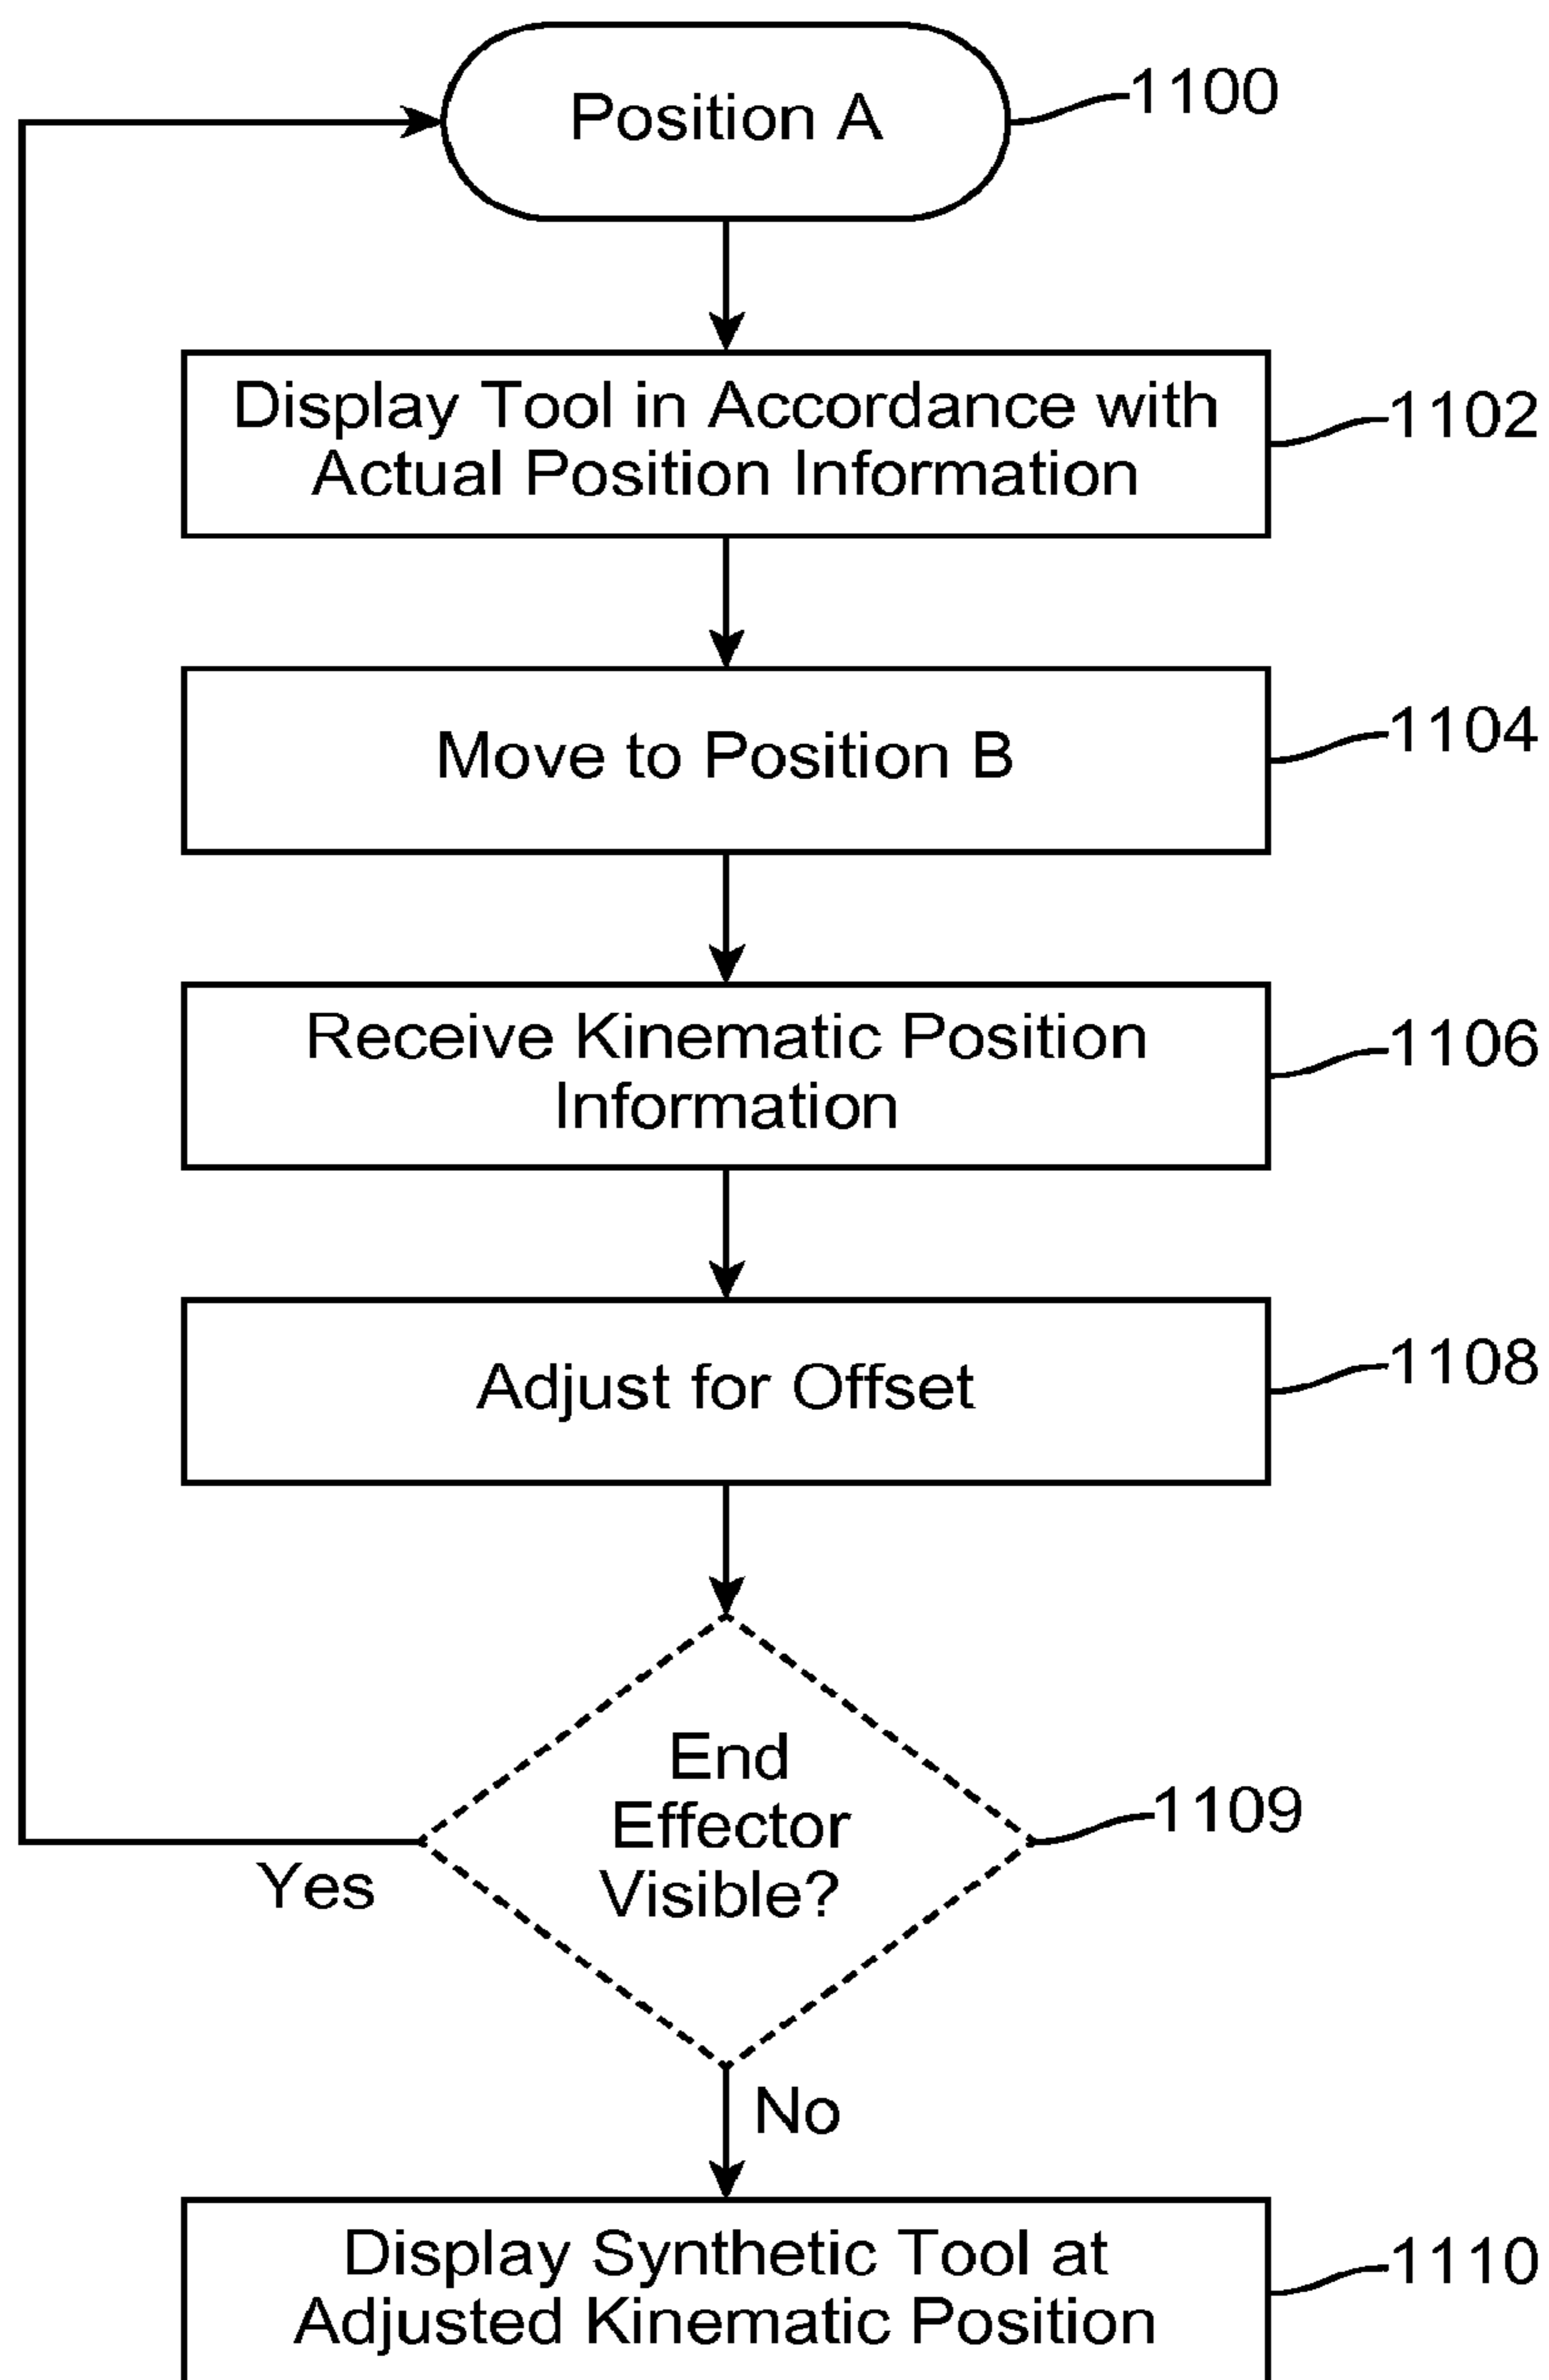 Position A
1100
Display Tool in Accordance with
Actual Position Information
1102
Move to Position B
1104
Receive Kinematic Position
Information
1106
Adjust for Offset
1108
End
Effector
Visible?
1109
Yes
No
Display Synthetic Tool at
Adjusted Kinematic Position
1110